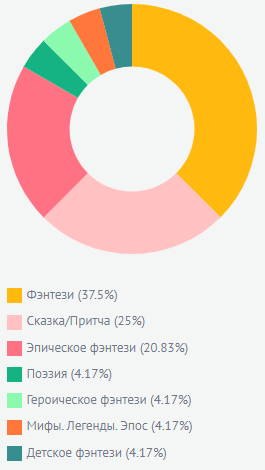 Фэнтези (37.5%)
Сказка/Притча (25%)
Эпическое фэнтези (20.83%)
Поэзия (4.17%)
Героическое фэнтези (4.17%)
Мифы. Легенды. Эпос (4.17%)
Детское фэнтези (4.17%)